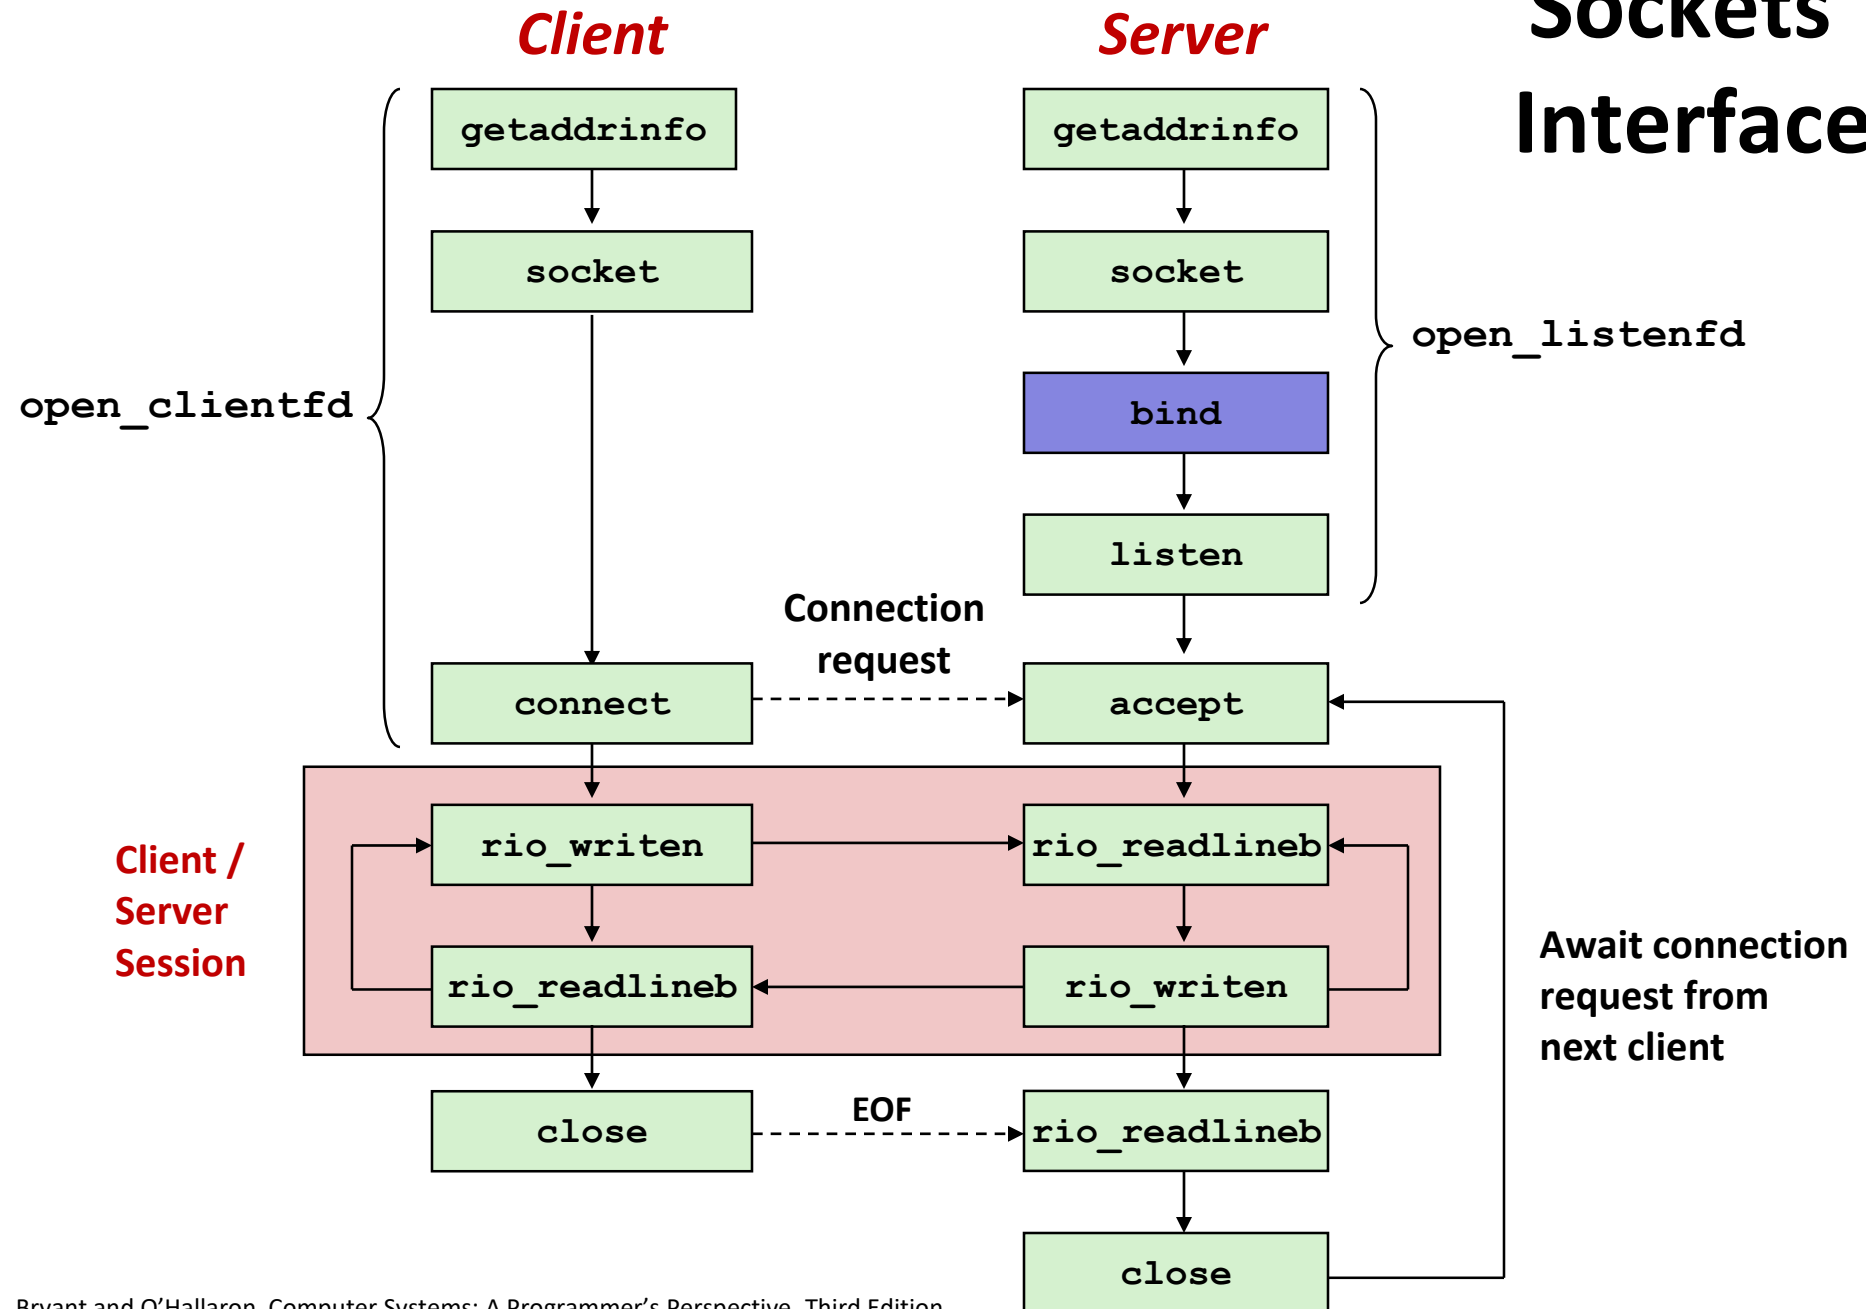 Sockets
Interface
Client
Server
getaddrinfo
getaddrinfo
socket
socket
open_listenfd
open_clientfd
bind
listen
Connection
request
connect
accept
Client /
Server
Session
rio_writen
rio_readlineb
rio_readlineb
rio_writen
Await connection
request from
next client
close
EOF
rio_readlineb
close
Bryant and O'Hallaron, Computer Systems: A Programmer's Perspective, Third Edition